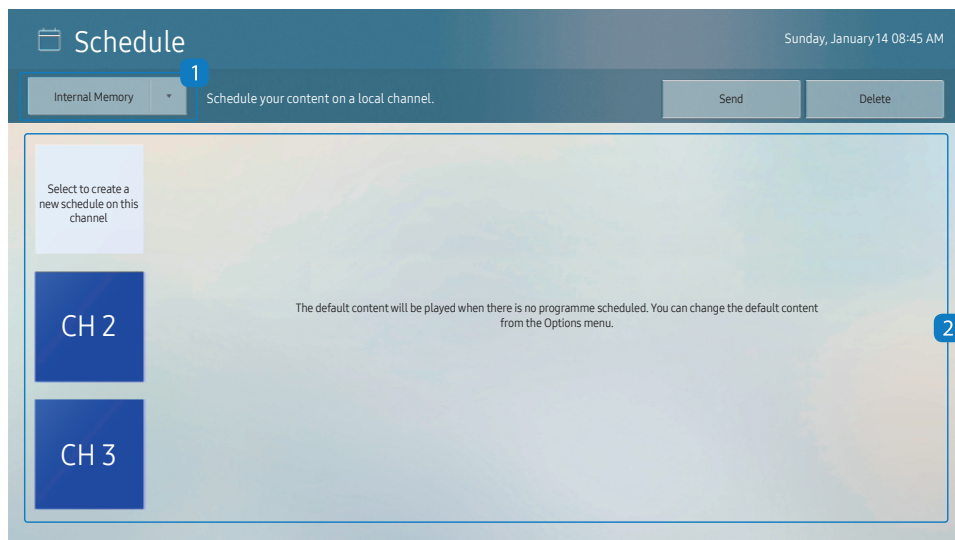 Schedule
Sunday, January 14 08:45 AM
1
Internal Memory
Schedule your content on a local channel.
Send
Delete
Select to create a
new schedule on this
channel
CH 2
The default content will be played when there is no programme scheduled. You can change the default content
from the Options menu.
2
CH 3